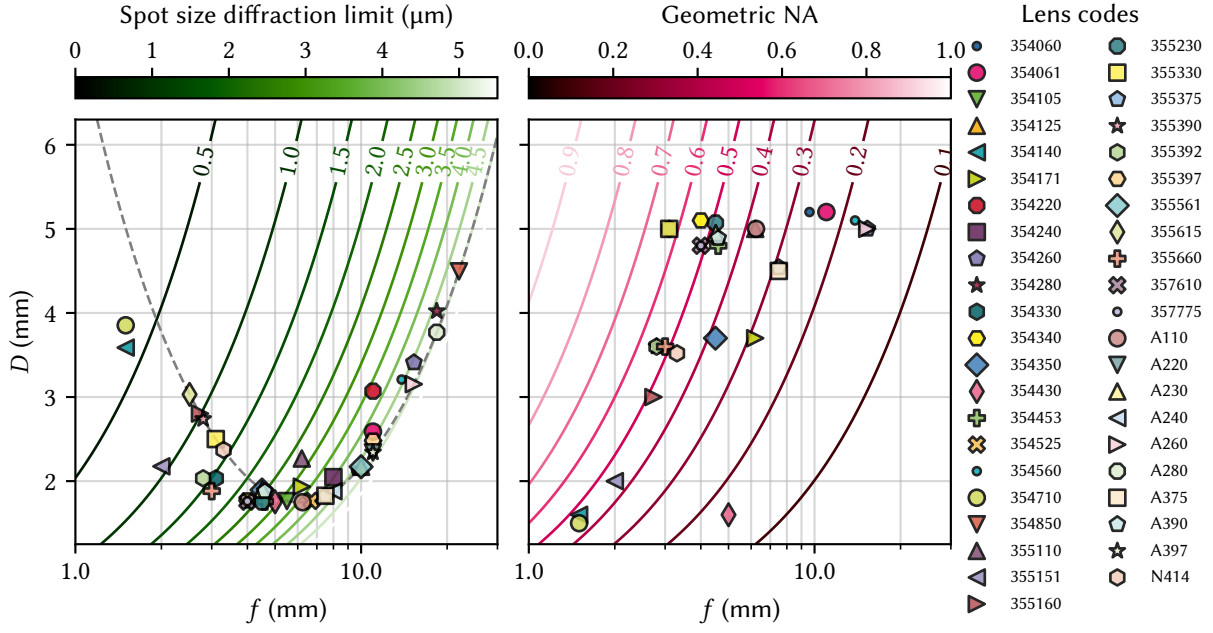 Spot size diffraction limit (µm)
0 1 2 3 4 5
Geometric NA
0.0 0.2 0.4 0.6 0.8 1.0
Lens codes
354060
354061
354105
354125
354140
354171
354220
354240
354260
354280
354330
354340
354350
354430
354453
354525
354560
354710
354850
355110
355151
355160
355230
355330
355375
355390
355392
355397
355561
355615
355660
357610
357775
A110
A220
A230
A240
A260
A280
A375
A390
A397
N414
D (mm)
6
5
4
3
2
0.5 1.0 1.5 2.0 2.5 3.0 3.5 4.0 4.5
1.0 10.0
f (mm)
0.9 0.8 0.7 0.6 0.5 0.4 0.3 0.2 0.1
1.0 10.0
f (mm)